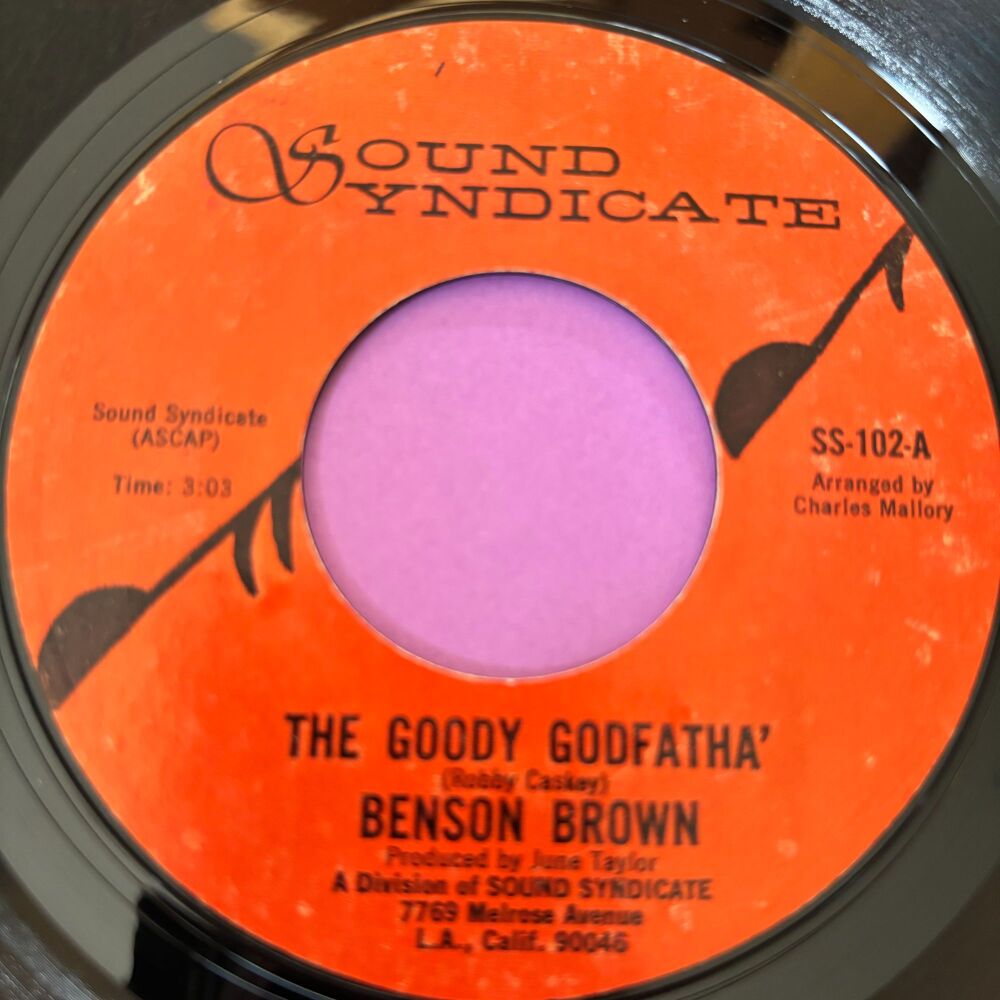 SOUND
SYNDICATE
Sound Syndicate
(ASCAP)
Time: 3:03
SS-102-A
Arranged by
Charles Mallory
THE GOODY GODFATHA'
(Bobby Caskey)
BENSON BROWN
Produced by June Taylor
A Division of SOUND SYNDICATE
7769 Melrose Avenue
L.A., Calif. 90046